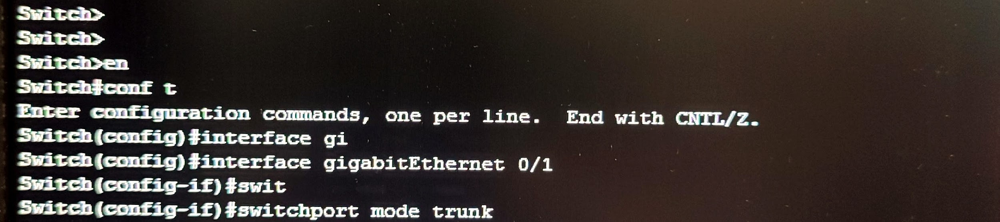 Switch>
Switch>
Switch>en
Switch#conf t
Enter configuration commands, one per line.  End with CNTL/Z.
Switch(config)#interface gi
Switch(config)#interface gigabitEthernet 0/1
Switch(config-if)#swit
Switch(config-if)#switchport mode trunk